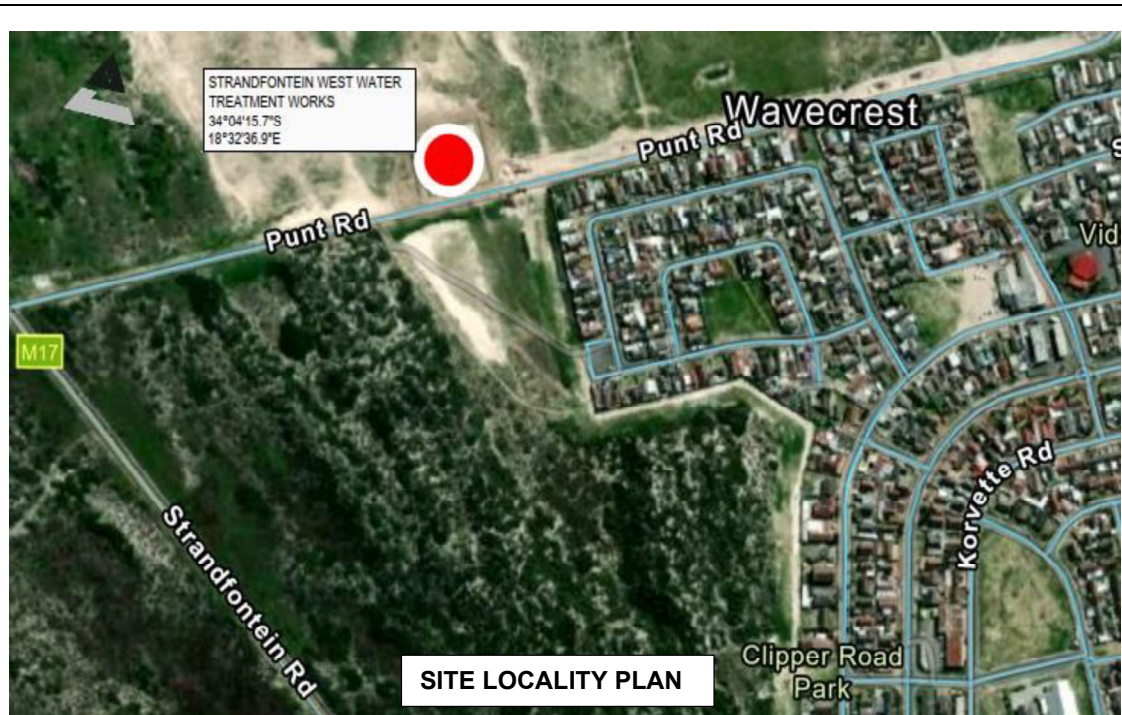 STRANDFONTEIN WEST WATER
TREATMENT WORKS
34°04'15.7"S
18°32'36.9"E
Wavecrest
Punt Rd
Punt Rd
Vid
M17
Strandfontein Rd
Korvette Rd
Clipper Road
Park
SITE LOCALITY PLAN